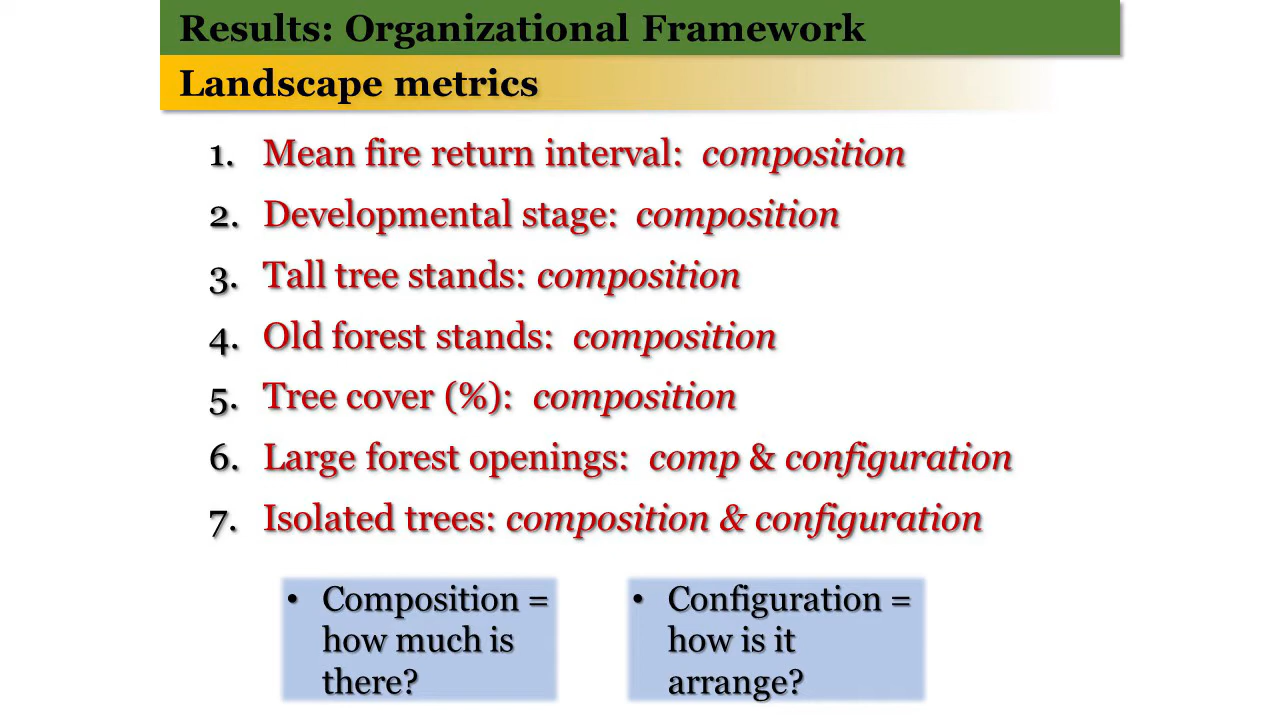 Results: Organizational Framework
Landscape metrics
1. Mean fire return interval: composition
2. Developmental stage: composition
3. Tall tree stands: composition
4. Old forest stands: composition
5. Tree cover (%): composition
6. Large forest openings: comp & configuration
7. Isolated trees: composition & configuration
• Composition =
how much is
there?
• Configuration =
how is it
arrange?